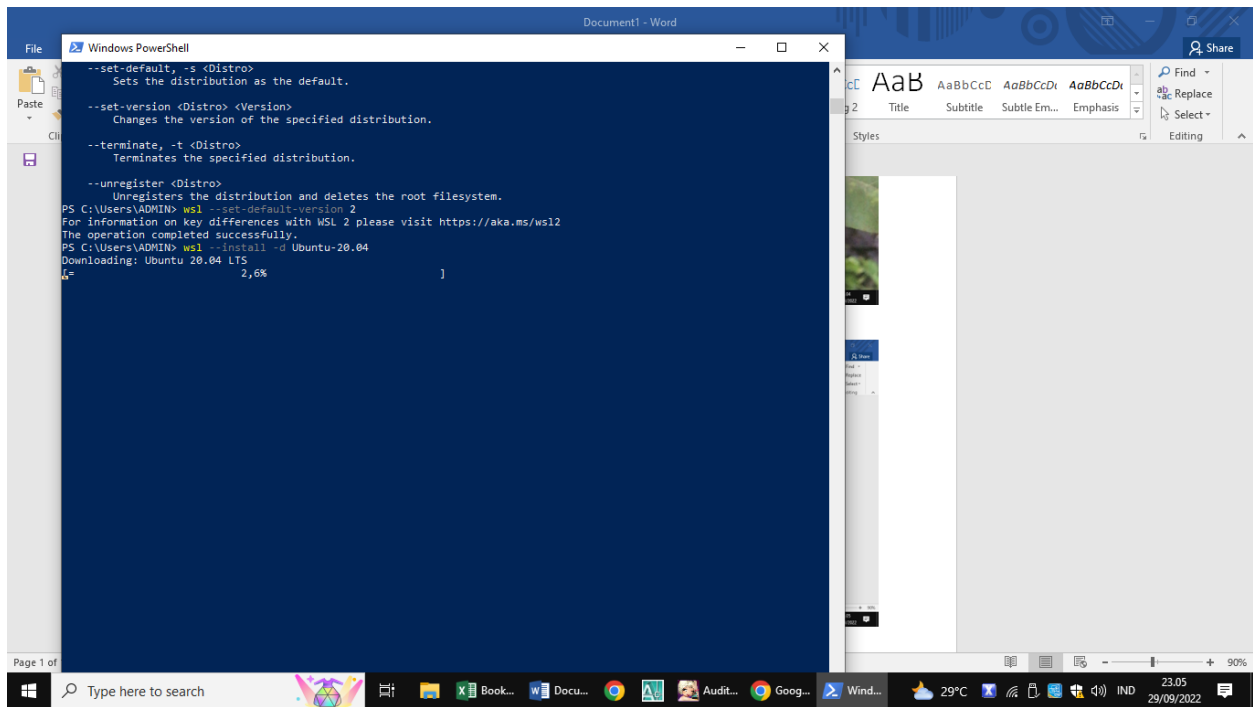 Document1 - Word
File
Windows PowerShell
Share
Paste
--set-default, -s <Distro>
Sets the distribution as the default.
--set-version <Distro> <Version>
Changes the version of the specified distribution.
--terminate, -t <Distro>
Terminates the specified distribution.
--unregister <Distro>
Unregisters the distribution and deletes the root filesystem.
PS C:\Users\ADMIN> wsl --set-default-version 2
For information on key differences with WSL 2 please visit https://aka.ms/wsl2
The operation completed successfully.
PS C:\Users\ADMIN> wsl --install -d Ubuntu-20.04
Downloading: Ubuntu 20.04 LTS
[= 2,6% ]
AaB AaBbCcD AaBbCcDc AaBbCcDc
Title Subtitle Subtle Em... Emphasis
Styles
Find
Replace
Select
Editing
Page 1 of
90%
Type here to search
Book... Docu... Audit... Goog... Wind... 29°C IND
23.05
29/09/2022